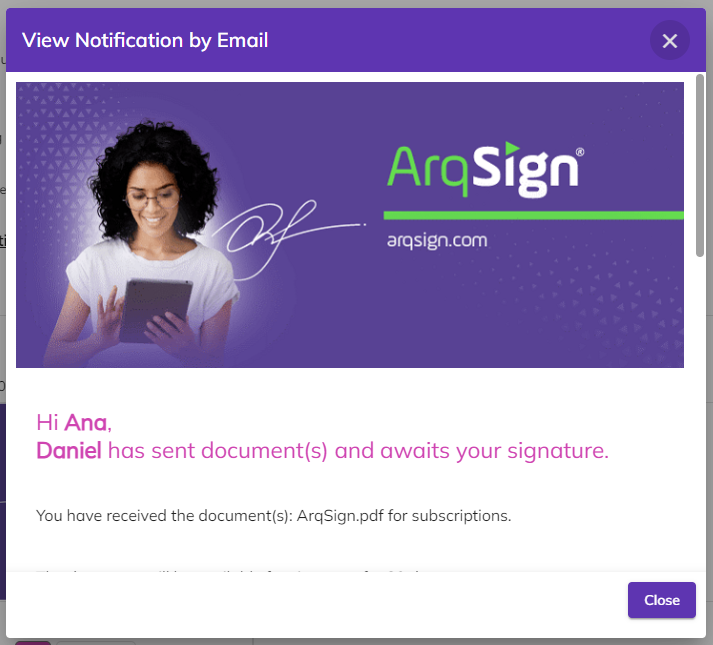 View Notification by Email
ArqSign®
arqsign.com
Hi Ana,
Daniel has sent document(s) and awaits your signature.
You have received the document(s): ArqSign.pdf for subscriptions.
Close